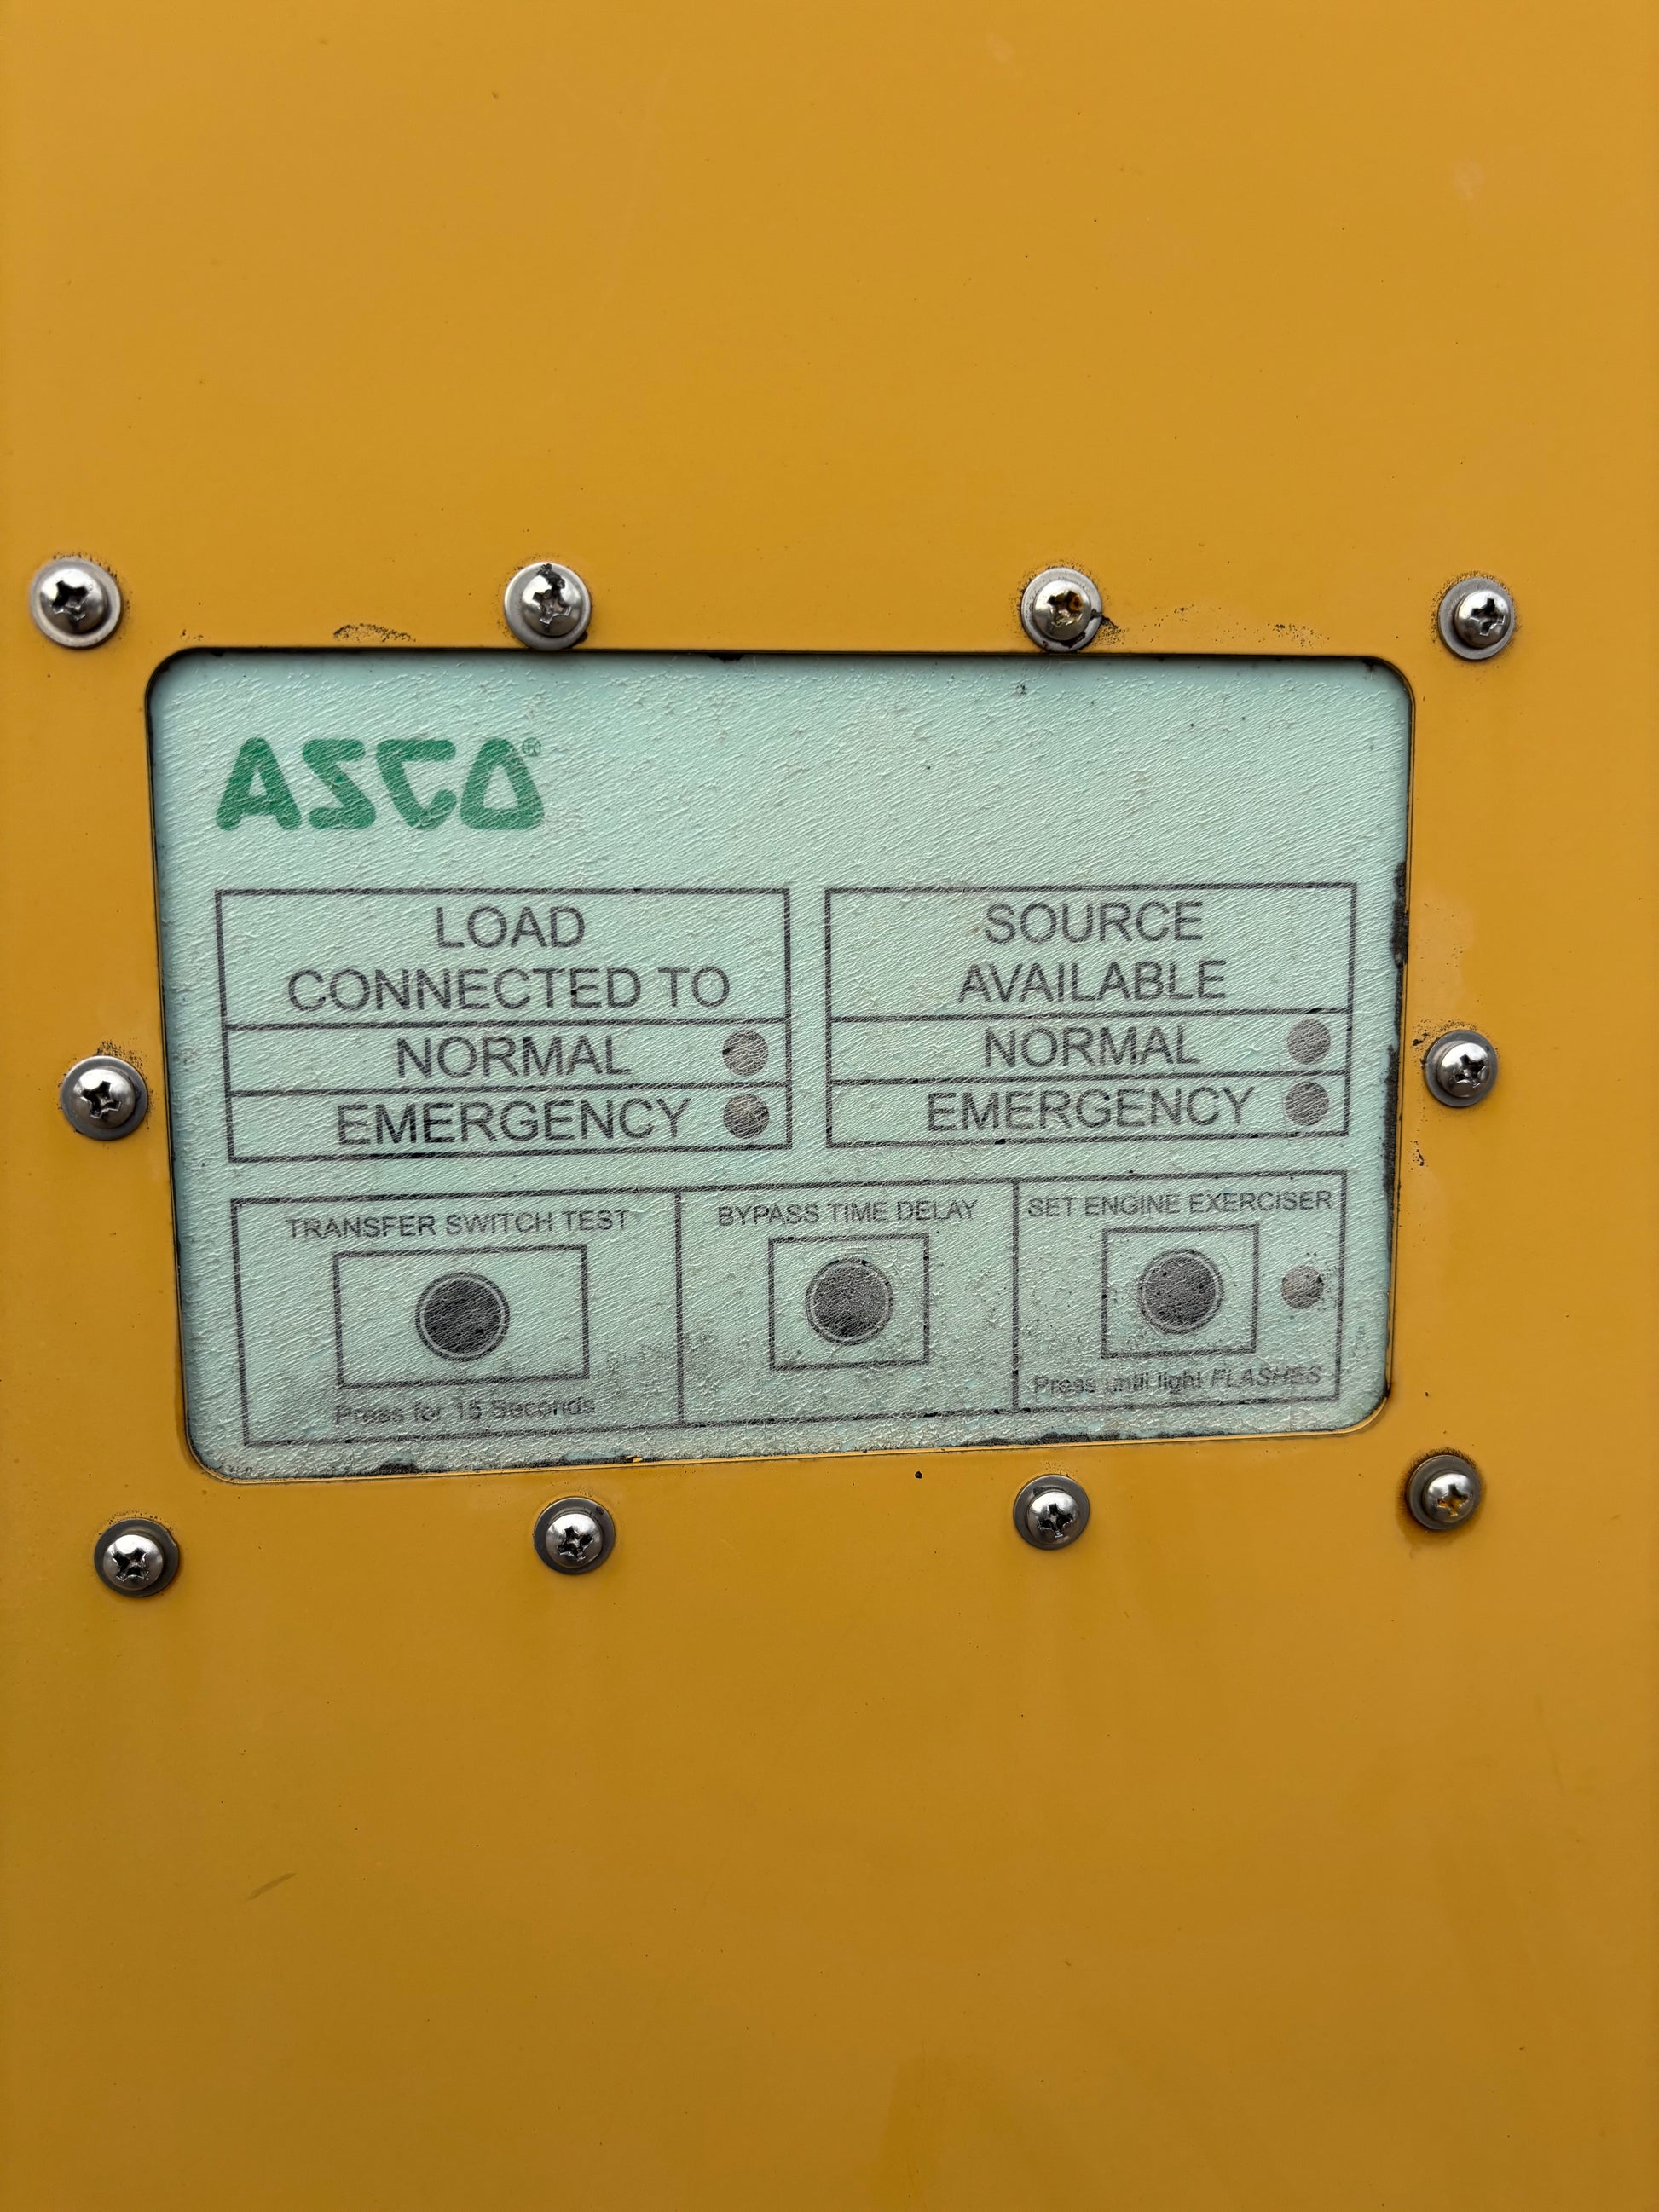 ASCO®
LOAD
CONNECTED TO
NORMAL
EMERGENCY
SOURCE
AVAILABLE
NORMAL
EMERGENCY
TRANSFER SWITCH TEST
Press for 15 Seconds
BYPASS TIME DELAY
SET ENGINE EXERCISER
Press until light FLASHES